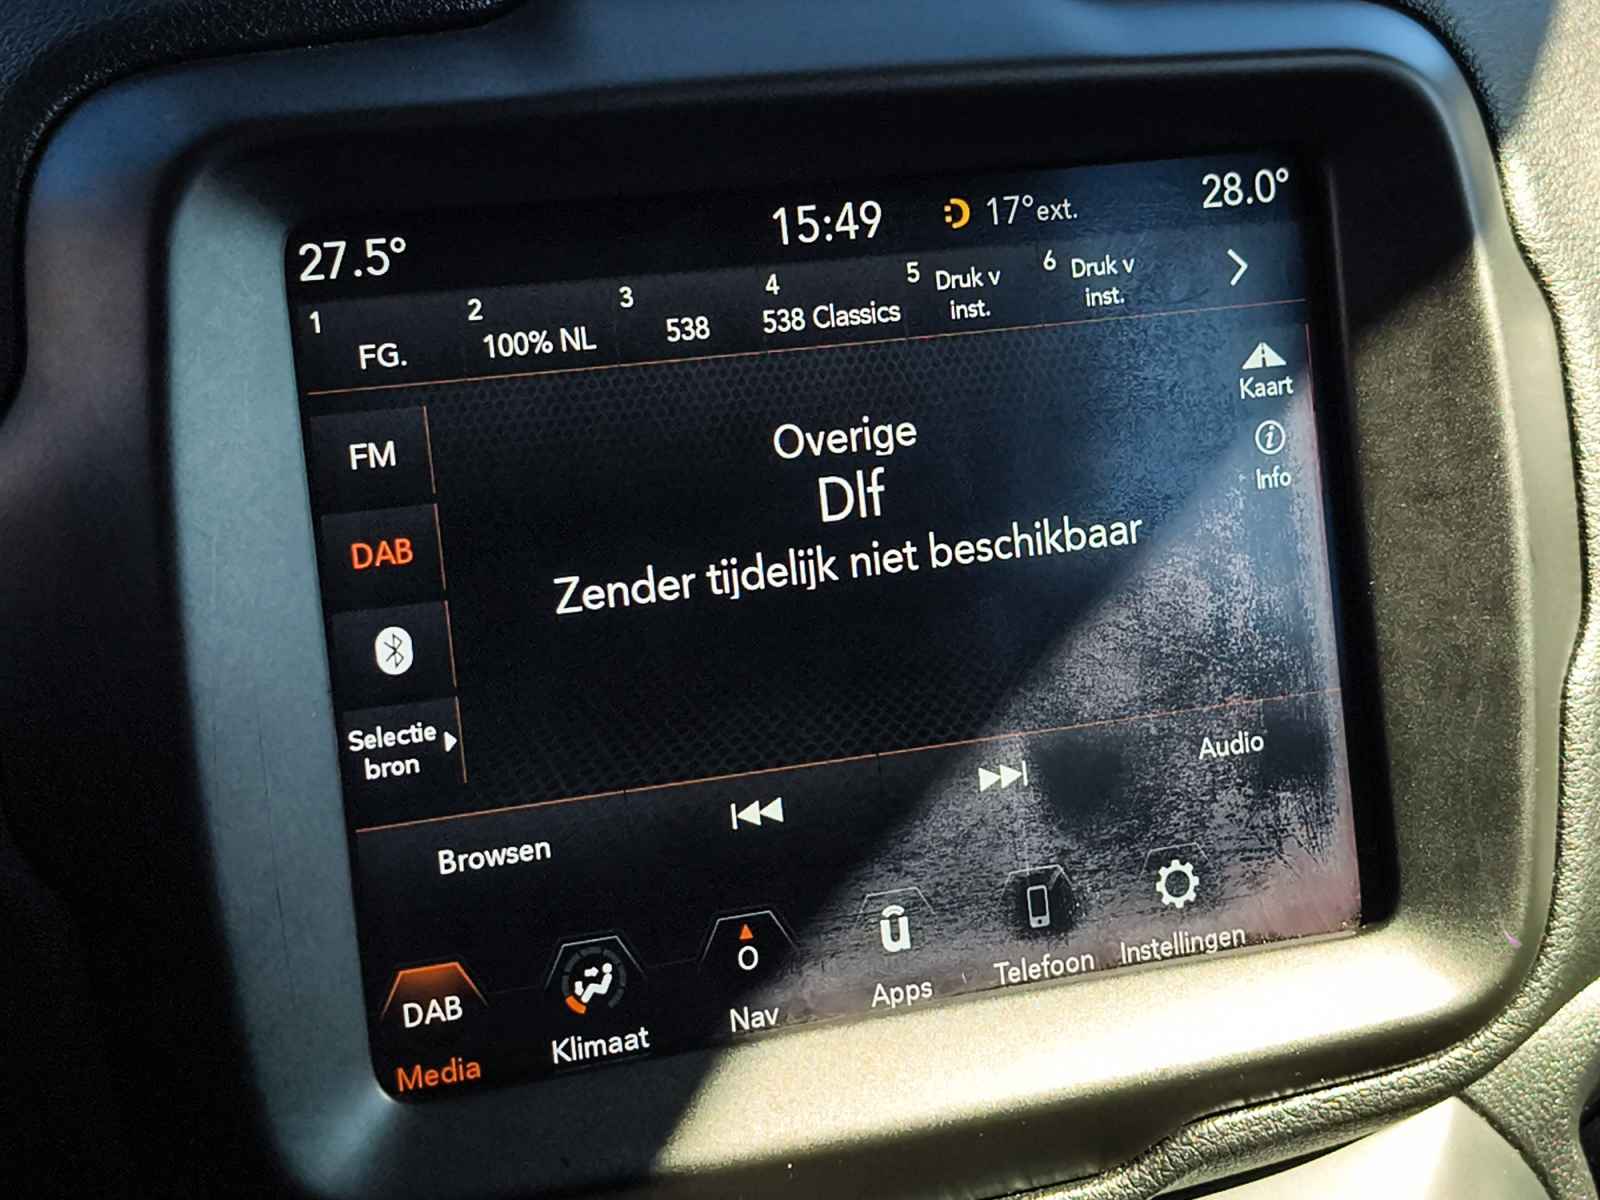 27.5° 15:49 17°ext. 28.0°
1 2 3 4 5 6
FG. 100% NL 538 538 Classics Druk v Druk v
inst. inst.
Kaart
Info
FM
DAB
Selectie
bron
Overige
Dlf
Zender tijdelijk niet beschikbaar
Browsen Audio
DAB
Media Klimaat Nav Apps Telefoon Instellingen